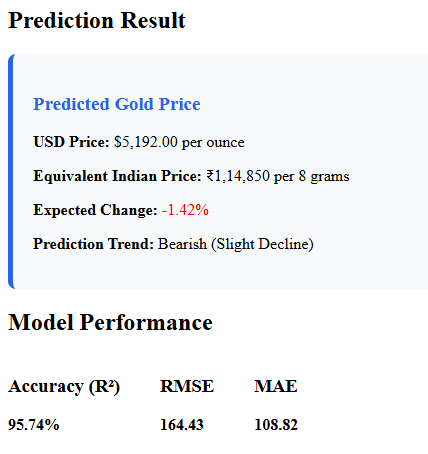 Prediction Result
Predicted Gold Price
USD Price: $5,192.00 per ounce
Equivalent Indian Price: ₹1,14,850 per 8 grams
Expected Change: -1.42%
Prediction Trend: Bearish (Slight Decline)
Model Performance
Accuracy (R²) RMSE MAE
95.74% 164.43 108.82